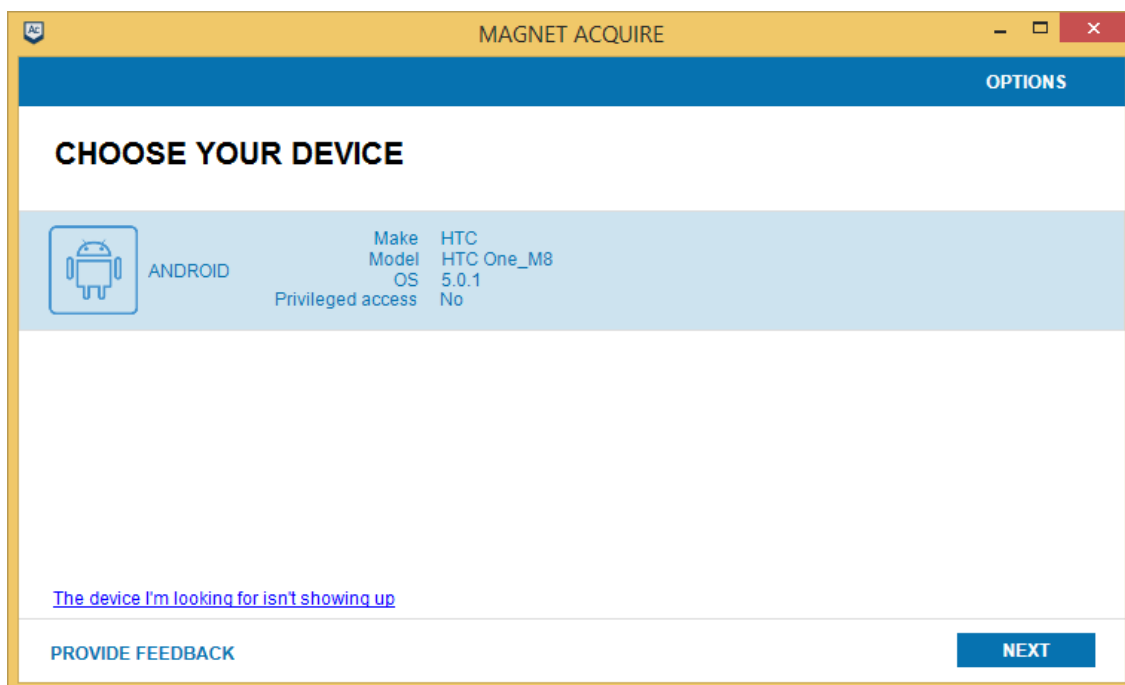 Ac
MAGNET ACQUIRE
OPTIONS
CHOOSE YOUR DEVICE
ANDROID
Make HTC
Model HTC One_M8
OS 5.0.1
Privileged access No
The device I'm looking for isn't showing up
PROVIDE FEEDBACK
NEXT